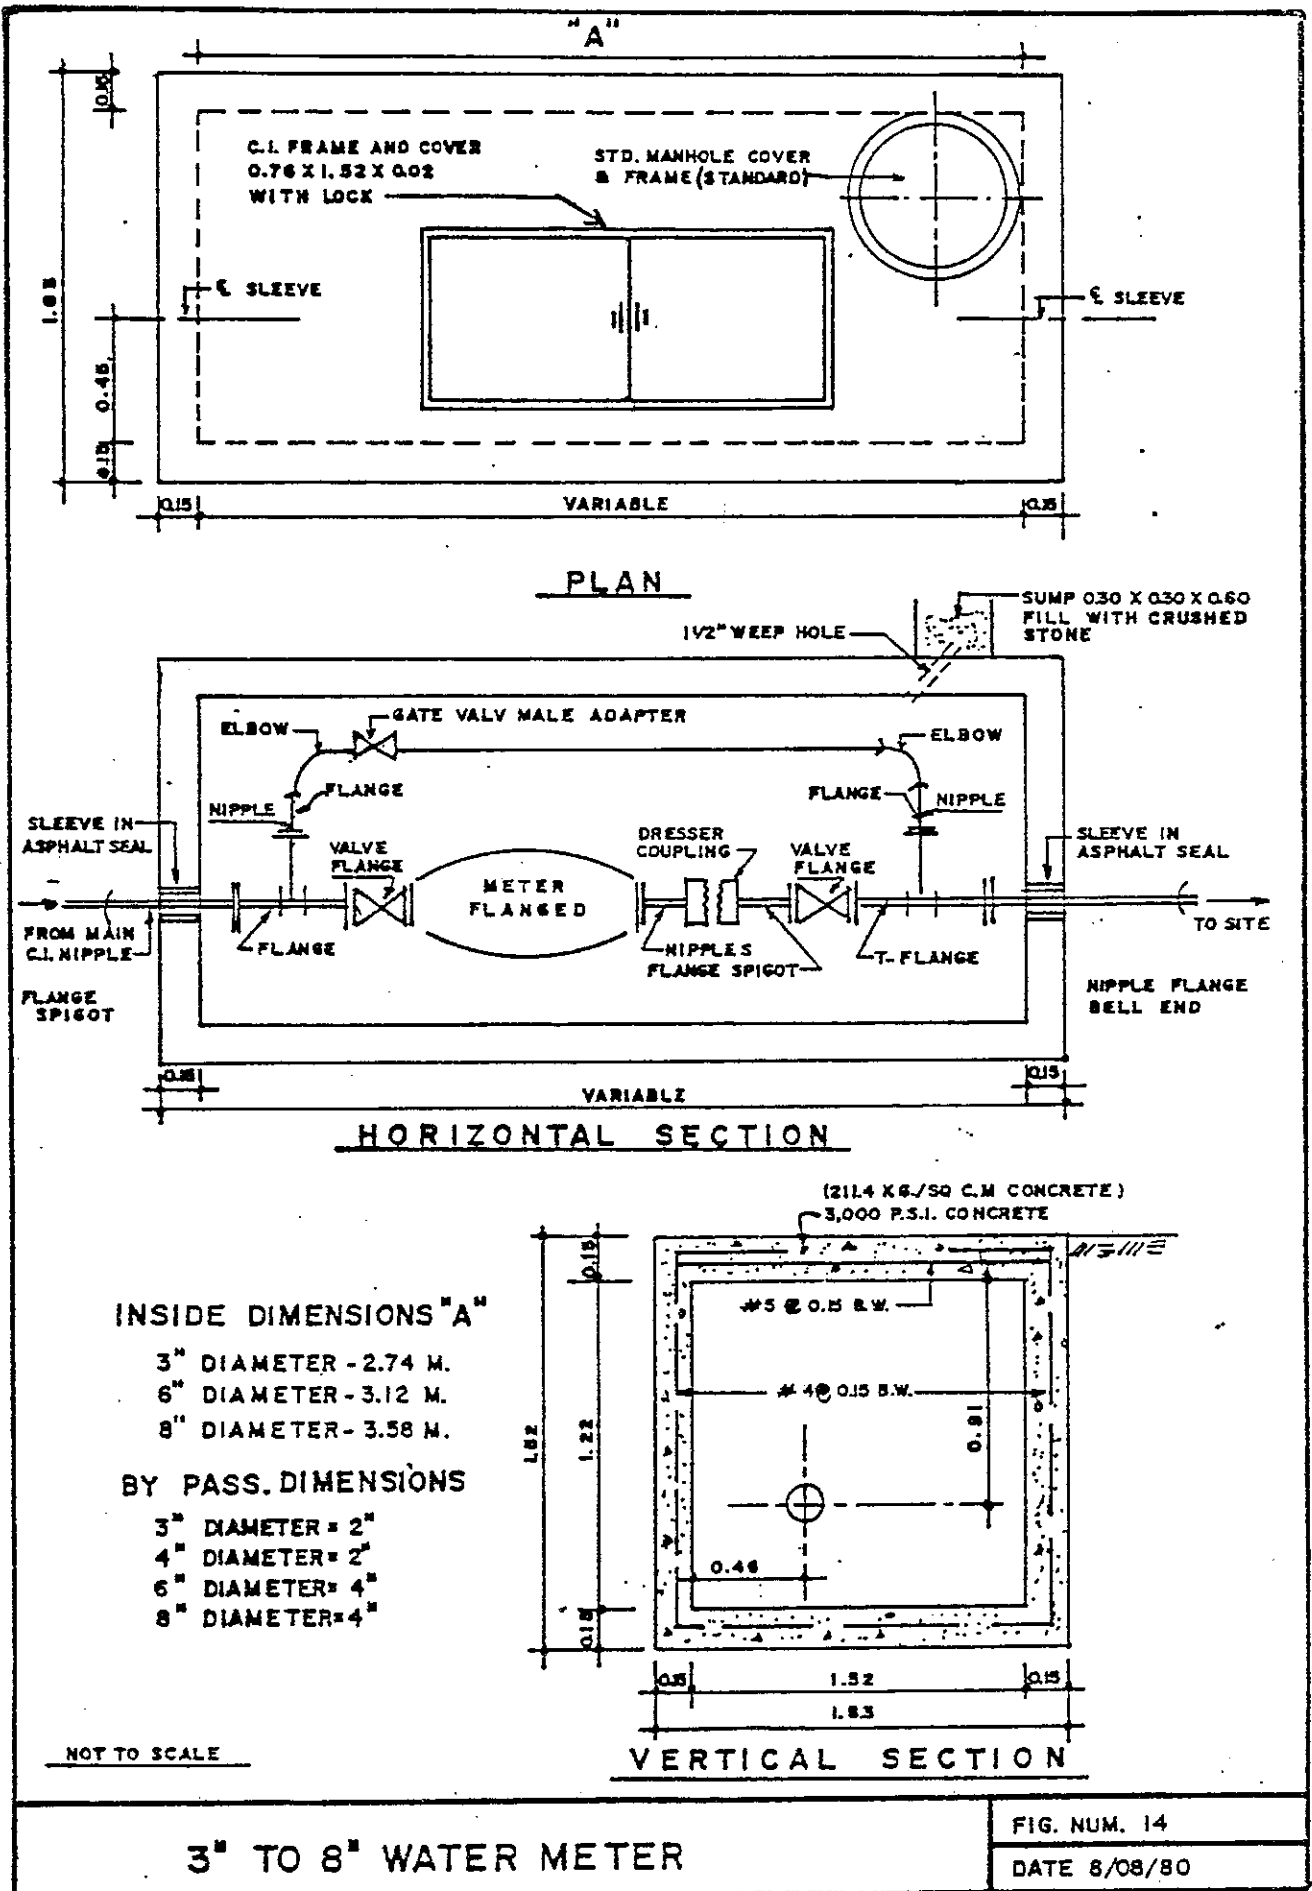 "A"
0.15
C.I. FRAME AND COVER
0.76 X 1.52 X 0.02
WITH LOCK
STD. MANHOLE COVER
& FRAME (STANDARD)
℄ SLEEVE
℄ SLEEVE
1.83
0.45
0.15
0.15
VARIABLE
0.15
PLAN
SUMP 0.30 X 0.30 X 0.60
FILL WITH CRUSHED
STONE
1 1/2" WEEP HOLE
GATE VALV MALE ADAPTER
ELBOW
ELBOW
FLANGE
FLANGE
NIPPLE
NIPPLE
SLEEVE IN
ASPHALT SEAL
VALVE
FLANGE
DRESSER
COUPLING
VALVE
FLANGE
SLEEVE IN
ASPHALT SEAL
METER
FLANGED
FROM MAIN
C.I. NIPPLE
FLANGE
NIPPLES
FLANGE SPIGOT
T-FLANGE
TO SITE
FLANGE
SPIGOT
NIPPLE FLANGE
BELL END
0.15
VARIABLE
0.15
HORIZONTAL SECTION
(211.4 KG./SQ C.M CONCRETE)
3,000 P.S.I. CONCRETE
0.15
#5 @ 0.15 B.W.
INSIDE DIMENSIONS "A"
3" DIAMETER - 2.74 M.
6" DIAMETER - 3.12 M.
8" DIAMETER - 3.58 M.
#4@ 0.15 B.W.
0.91
1.52
1.22
BY PASS. DIMENSIONS
3" DIAMETER = 2"
4" DIAMETER = 2"
6" DIAMETER = 4"
8" DIAMETER = 4"
0.46
0.15
0.15
1.52
0.15
1.83
NOT TO SCALE
VERTICAL SECTION
3" TO 8" WATER METER
FIG. NUM. 14
DATE 8/08/80